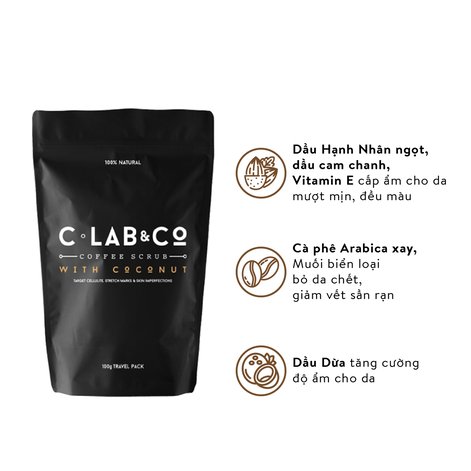 100% NATURAL
C·LAB&CO
COFFEE SCRUB
WITH COCONUT
TARGET CELLULITE, STRETCH MARKS & SKIN IMPERFECTIONS
100g TRAVEL PACK
Dầu Hạnh Nhân ngọt,
dầu cam chanh,
Vitamin E cấp ẩm cho da
mượt mịn, đều màu
Cà phê Arabica xay,
Muối biển loại
bỏ da chết,
giảm vết sần rạn
Dầu Dừa tăng cường
độ ẩm cho da